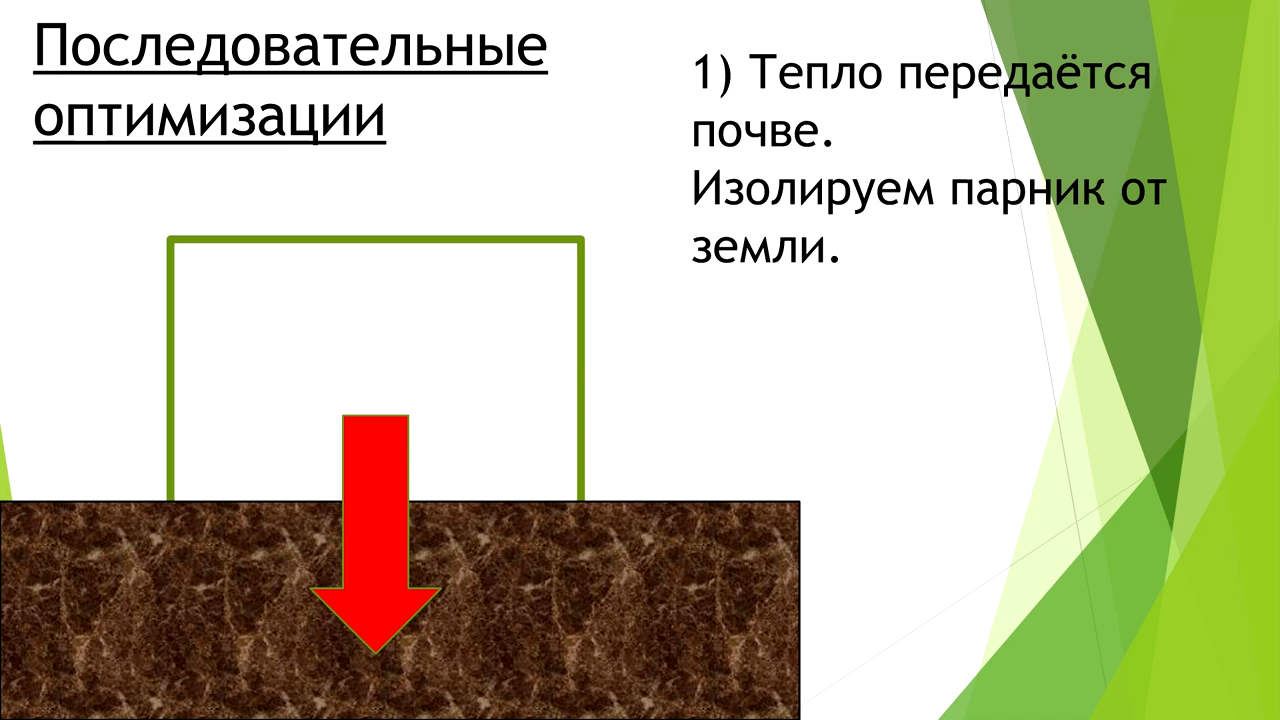 Последовательные
оптимизации
1) Тепло передаётся
почве.
Изолируем парник от
земли.